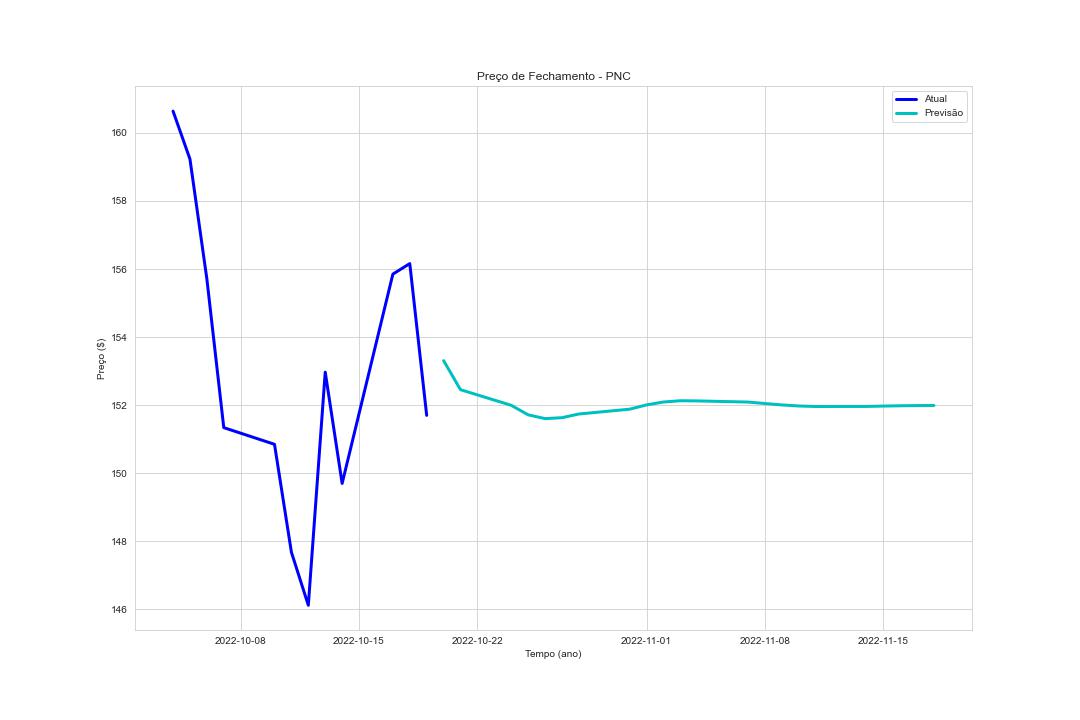 Preço de Fechamento - PNC
Atual
Previsão
160
158
156
154
152
150
148
146
Preço ($)
2022-10-08
2022-10-15
2022-10-22
2022-11-01
2022-11-08
2022-11-15
Tempo (ano)